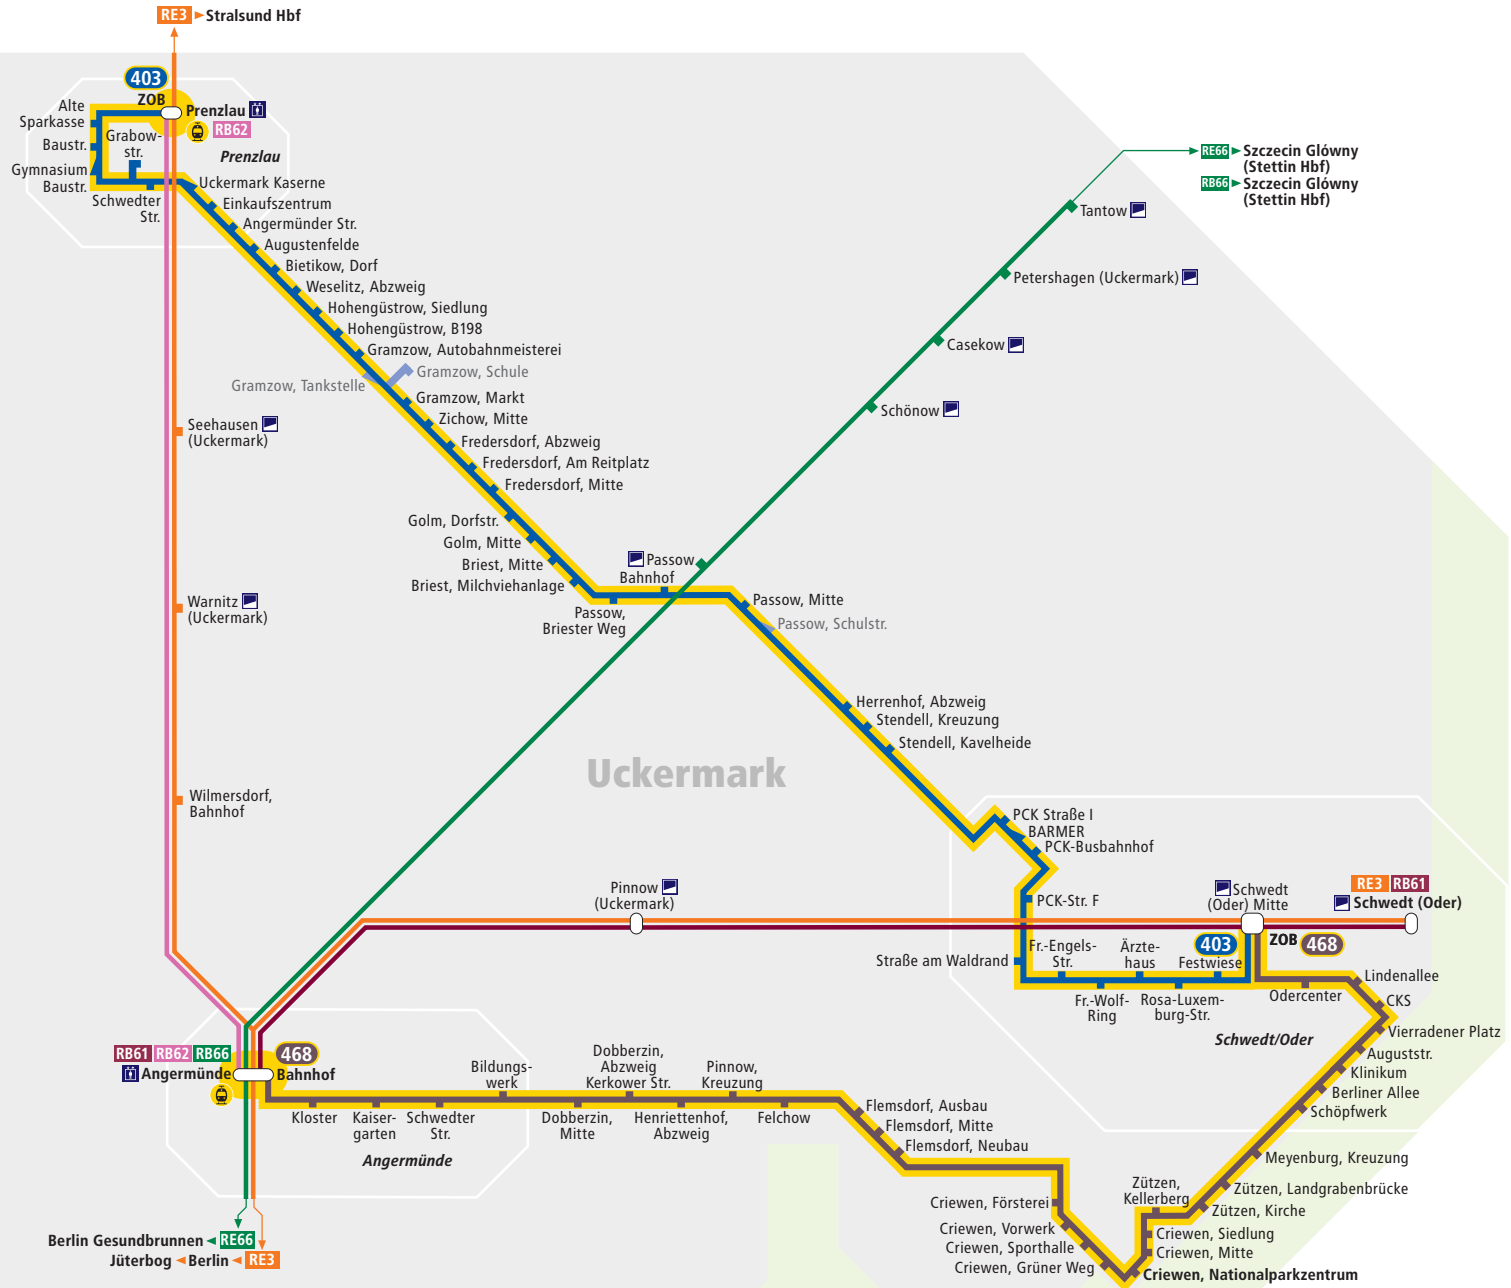 RE3 Stralsund Hbf
403
ZOB
Prenzlau
RB62
Prenzlau
Alte
Sparkasse
Baustr.
Grabow-
str.
Gymnasium
Baustr.
Schwedter
Str.
Uckermark Kaserne
Einkaufszentrum
Angermünder Str.
Augustenfelde
Bietikow, Dorf
Weselitz, Abzweig
Hohengüstrow, Siedlung
Hohengüstrow, B198
Gramzow, Autobahnmeisterei
Gramzow, Schule
Gramzow, Tankstelle
Gramzow, Markt
Zichow, Mitte
Fredersdorf, Abzweig
Fredersdorf, Am Reitplatz
Fredersdorf, Mitte
Golm, Dorfstr.
Golm, Mitte
Briest, Mitte
Briest, Milchviehanlage
Passow,
Briester Weg
Passow
Bahnhof
Passow, Mitte
Passow, Schulstr.
Herrenhof, Abzweig
Stendell, Kreuzung
Stendell, Kavelheide
RE66 Szczecin Glówny
(Stettin Hbf)
RB66 Szczecin Glówny
(Stettin Hbf)
Tantow
Petershagen (Uckermark)
Casekow
Schönow
Seehausen
(Uckermark)
Warnitz
(Uckermark)
Wilmersdorf,
Bahnhof
Uckermark
PCK Straße I
BARMER
PCK-Busbahnhof
PCK-Str. F
Straße am Waldrand
Fr.-Engels-
Str.
Fr.-Wolf-
Ring
Ärzte-
haus
Rosa-Luxem-
burg-Str.
Festwiese
403
Schwedt
(Oder) Mitte
ZOB
468
RE3 RB61
Schwedt (Oder)
Pinnow
(Uckermark)
Odercenter
Lindenallee
CKS
Vierradener Platz
Schwedt/Oder
Auguststr.
Klinikum
Berliner Allee
Schöpfwerk
Meyenburg, Kreuzung
Zützen, Landgrabenbrücke
Zützen, Kirche
Zützen,
Kellerberg
Criewen, Siedlung
Criewen, Mitte
Criewen, Nationalparkzentrum
Criewen, Grüner Weg
Criewen, Sporthalle
Criewen, Vorwerk
Criewen, Försterei
Flemsdorf, Neubau
Flemsdorf, Mitte
Flemsdorf, Ausbau
Felchow
Pinnow,
Kreuzung
Henriettenhof,
Abzweig
Dobberzin,
Abzweig
Kerkower Str.
Dobberzin,
Mitte
Bildungs-
werk
Schwedter
Str.
Kaiser-
garten
Kloster
Angermünde
RB61 RB62 RB66
468
Angermünde
Bahnhof
Berlin Gesundbrunnen RE66
Jüterbog Berlin RE3